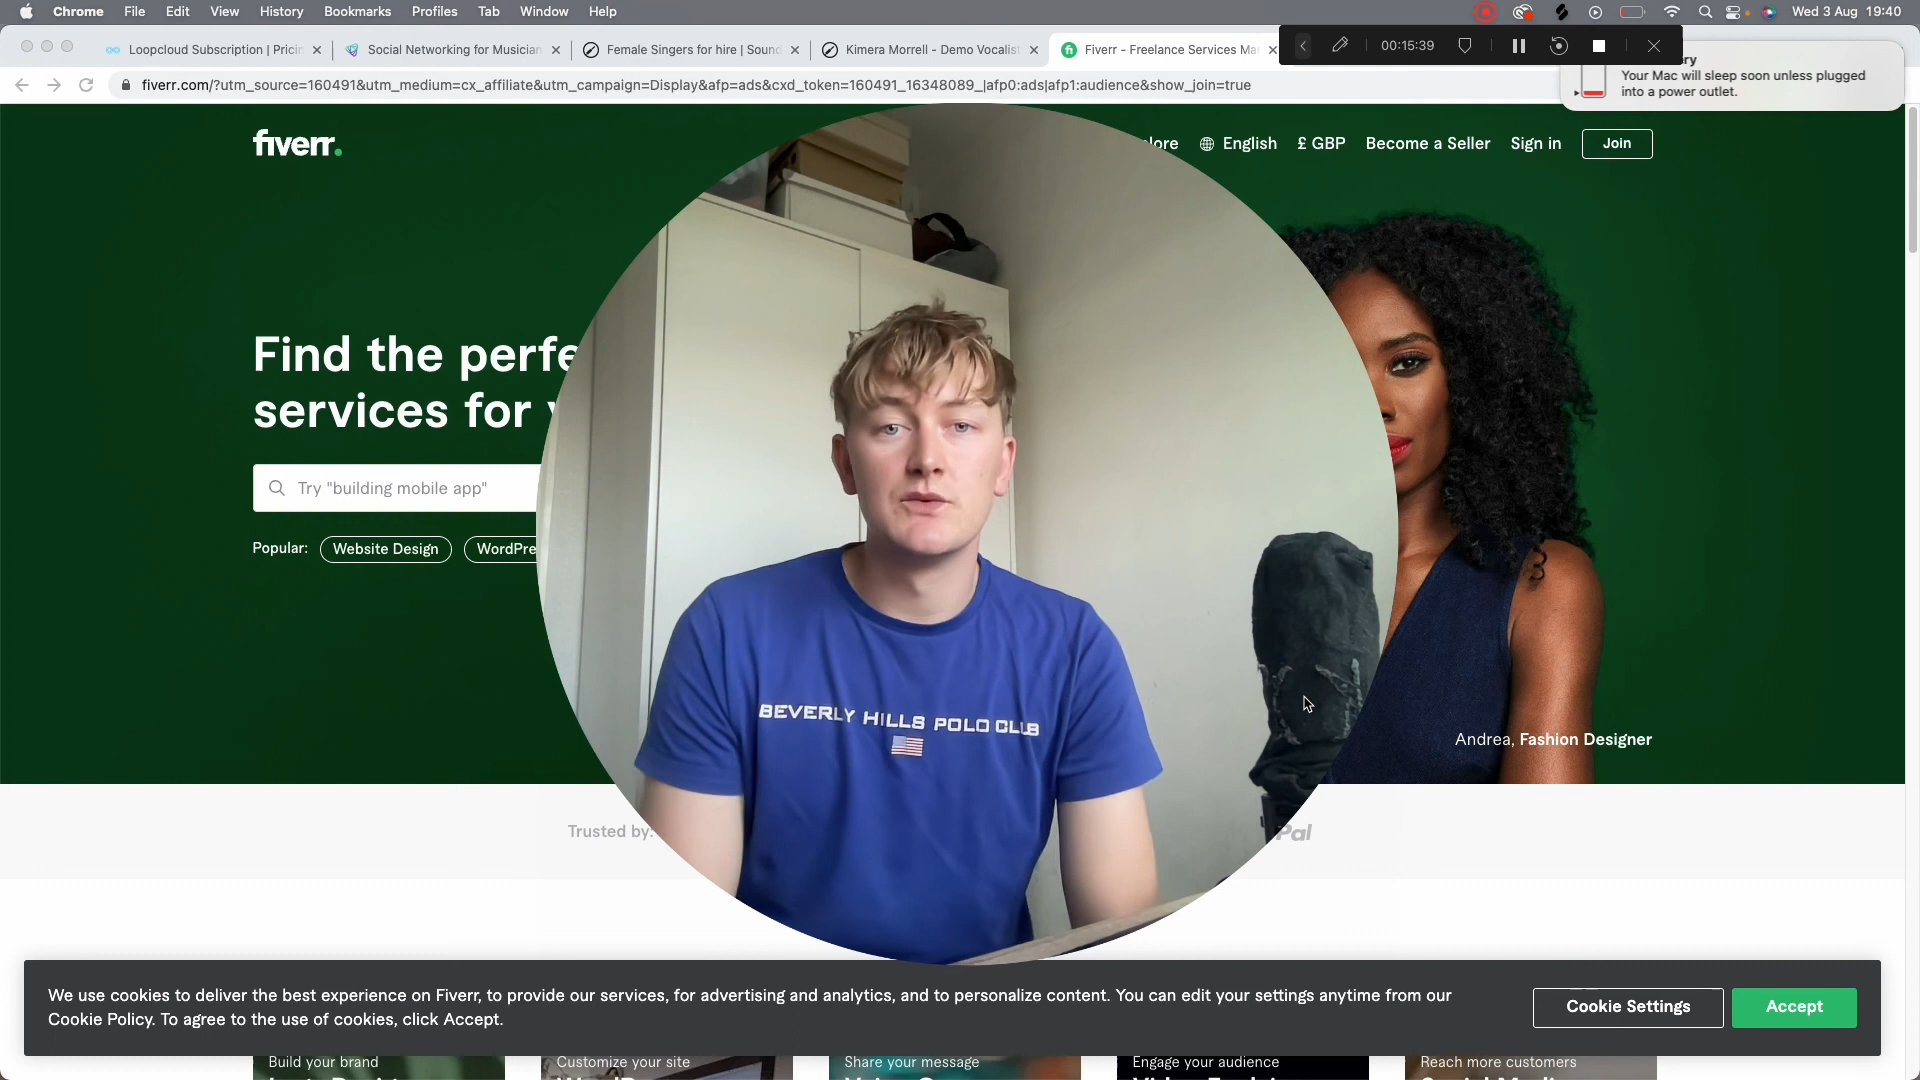 Chrome File Edit View History Bookmarks Profiles Tab Window Help
Wed 3 Aug 19:40
Loopcloud Subscription | Pricin
Social Networking for Musician
Female Singers for hire | Sound
Kimera Morrell - Demo Vocalist
Fiverr - Freelance Services Ma
00:15:39
Your Mac will sleep soon unless plugged
into a power outlet.
fiverr.com/?utm_source=160491&utm_medium=cx_affiliate&utm_campaign=Display&afp=ads&cxd_token=160491_16348089_|afp0:ads|afp1:audience&show_join=true
fiverr.
English £ GBP Become a Seller Sign in Join
Find the perfe
services for
Try "building mobile app"
Popular: Website Design WordPre
BEVERLY HILLS POLO CLUB
Andrea, Fashion Designer
Trusted by:
Pal
We use cookies to deliver the best experience on Fiverr, to provide our services, for advertising and analytics, and to personalize content. You can edit your settings anytime from our
Cookie Policy. To agree to the use of cookies, click Accept.
Cookie Settings
Accept
Build your brand
Customize your site
Share your message
Engage your audience
Reach more customers